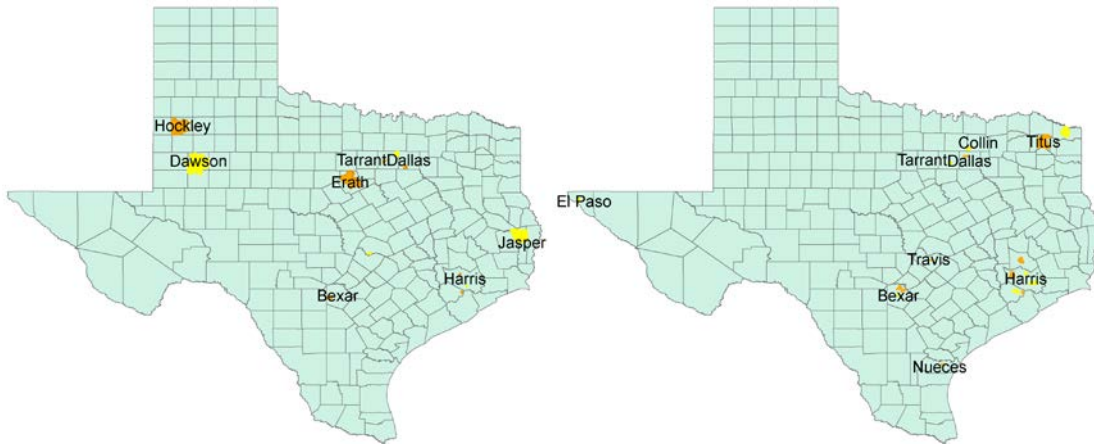 Hockley
Dawson
TarrantDallas
Erath
Jasper
Harris
Bexar
Collin
Titus
TarrantDallas
El Paso
Travis
Harris
Bexar
Nueces